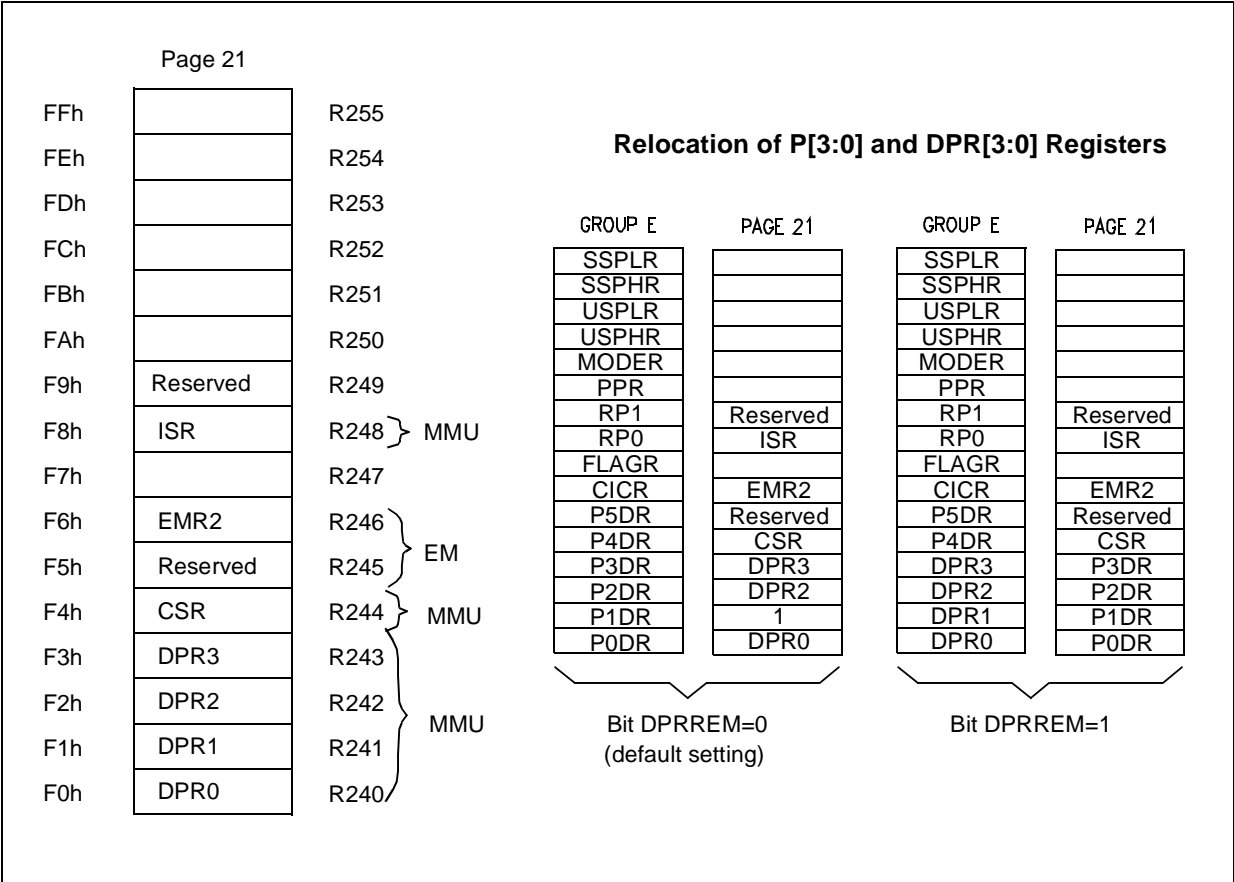 Page 21
FFh R255
FEh R254
FDh R253
FCh R252
FBh R251
FAh R250
F9h Reserved R249
F8h ISR R248 MMU
F7h R247
F6h EMR2 R246
EM
F5h Reserved R245
F4h CSR R244 MMU
F3h DPR3 R243
F2h DPR2 R242
MMU
F1h DPR1 R241
F0h DPR0 R240
Relocation of P[3:0] and DPR[3:0] Registers
GROUP E PAGE 21 GROUP E PAGE 21
SSPLR SSPLR
SSPHR SSPHR
USPLR USPLR
USPHR USPHR
MODER MODER
PPR PPR
RP1 Reserved RP1 Reserved
RP0 ISR RP0 ISR
FLAGR FLAGR
CICR EMR2 CICR EMR2
P5DR Reserved P5DR Reserved
P4DR CSR P4DR CSR
P3DR DPR3 DPR3 P3DR
P2DR DPR2 DPR2 P2DR
P1DR 1 DPR1 P1DR
P0DR DPR0 DPR0 P0DR
Bit DPRREM=0 Bit DPRREM=1
(default setting)